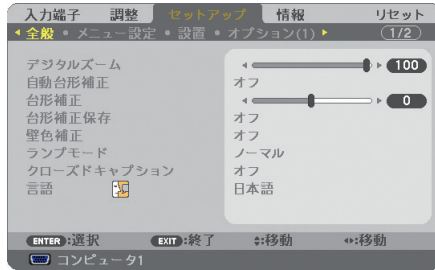 入力端子 調整 セットアップ 情報 リセット
全般 • メニュー設定 • 設置 • オプション(1) 1/2
デジタルズーム 100
自動台形補正 オフ
台形補正 0
台形補正保存 オフ
壁色補正 オフ
ランプモード ノーマル
クローズドキャプション オフ
言語 日本語
ENTER:選択 EXIT:終了 :移動 :移動
コンピュータ1